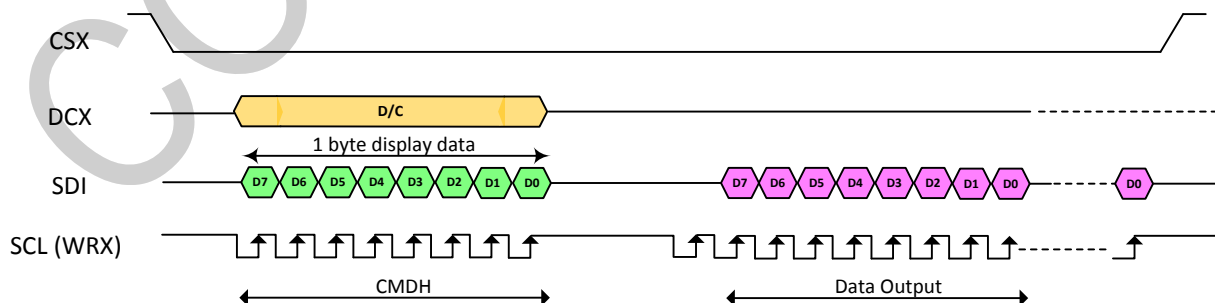 CSX
DCX
D/C
1 byte display data
SDI
D7 D6 D5 D4 D3 D2 D1 D0 D7 D6 D5 D4 D3 D2 D1 D0 D0
SCL (WRX)
CMDH Data Output